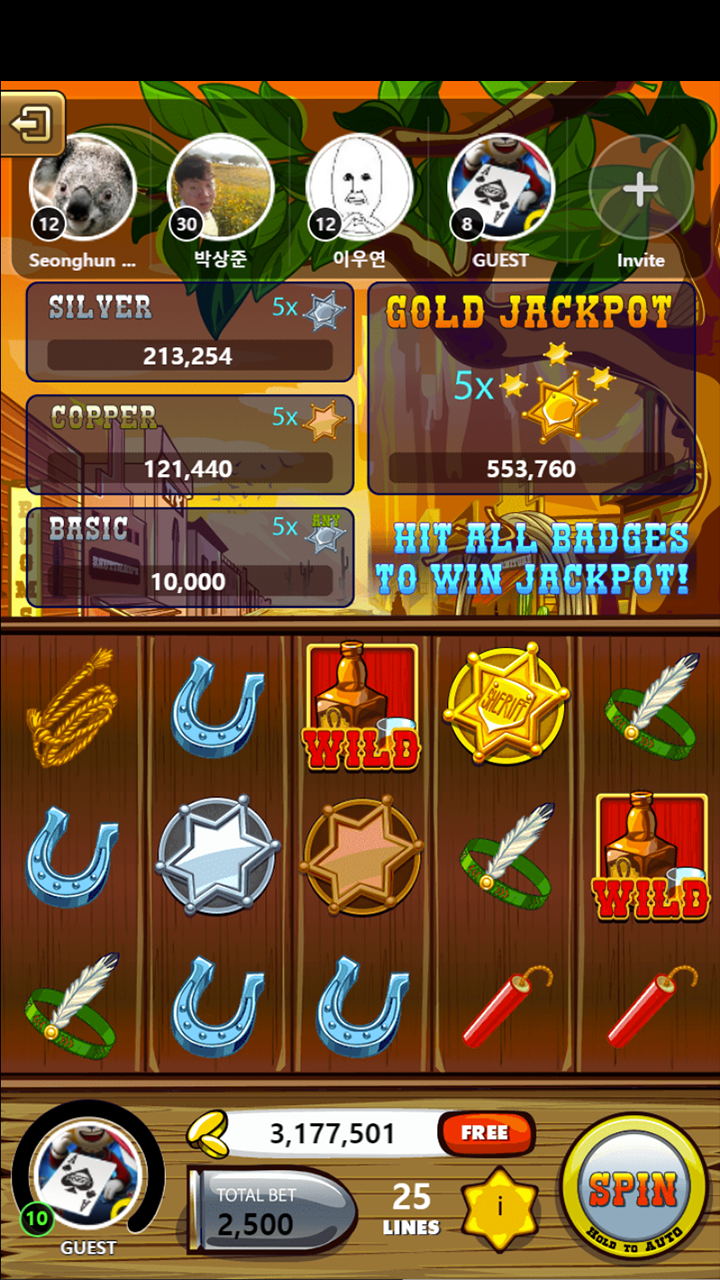 12
30
12
8
Seonghun ...
박상준
이우연
GUEST
Invite
SILVER
5x
213,254
GOLD JACKPOT
5x
553,760
COPPER
5x
121,440
BASIC
5x
ANY
10,000
HIT ALL BADGES
TO WIN JACKPOT!
WILD
SHERIFF
WILD
3,177,501
FREE
TOTAL BET
2,500
25
LINES
i
SPIN
HOLD TO AUTO
10
GUEST